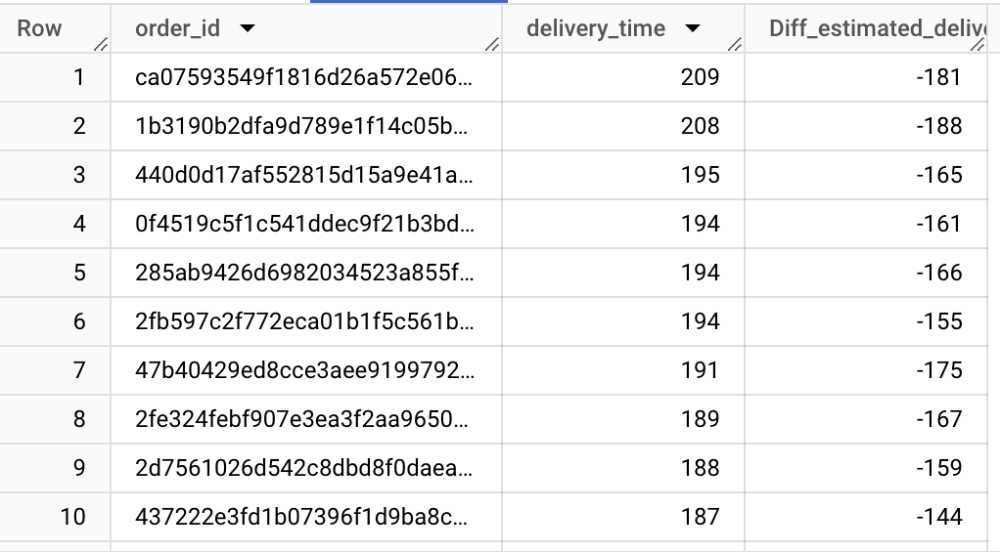 Row order_id delivery_time Diff_estimated_delive
1 ca07593549f1816d26a572e06... 209 -181
2 1b3190b2dfa9d789e1f14c05b... 208 -188
3 440d0d17af552815d15a9e41a... 195 -165
4 0f4519c5f1c541ddec9f21b3bd... 194 -161
5 285ab9426d6982034523a855f... 194 -166
6 2fb597c2f772eca01b1f5c561b... 194 -155
7 47b40429ed8cce3aee9199792... 191 -175
8 2fe324febf907e3ea3f2aa9650... 189 -167
9 2d7561026d542c8dbd8f0daea... 188 -159
10 437222e3fd1b07396f1d9ba8c... 187 -144